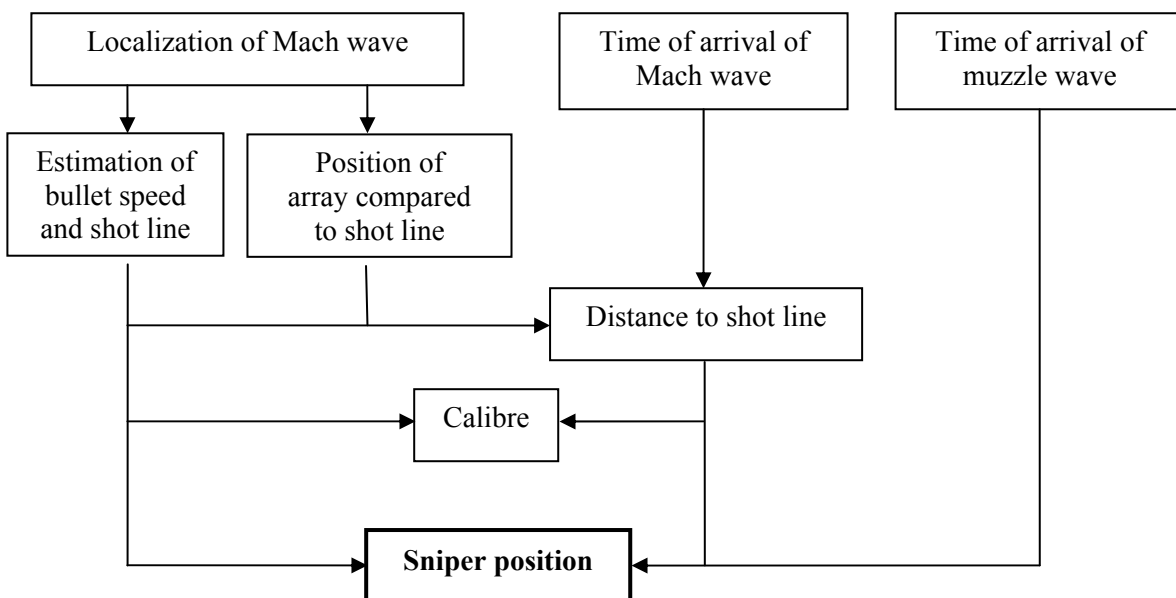 Localization of Mach wave
Time of arrival of
Mach wave
Time of arrival of
muzzle wave
Estimation of
bullet speed
and shot line
Position of
array compared
to shot line
Distance to shot line
Calibre
Sniper position